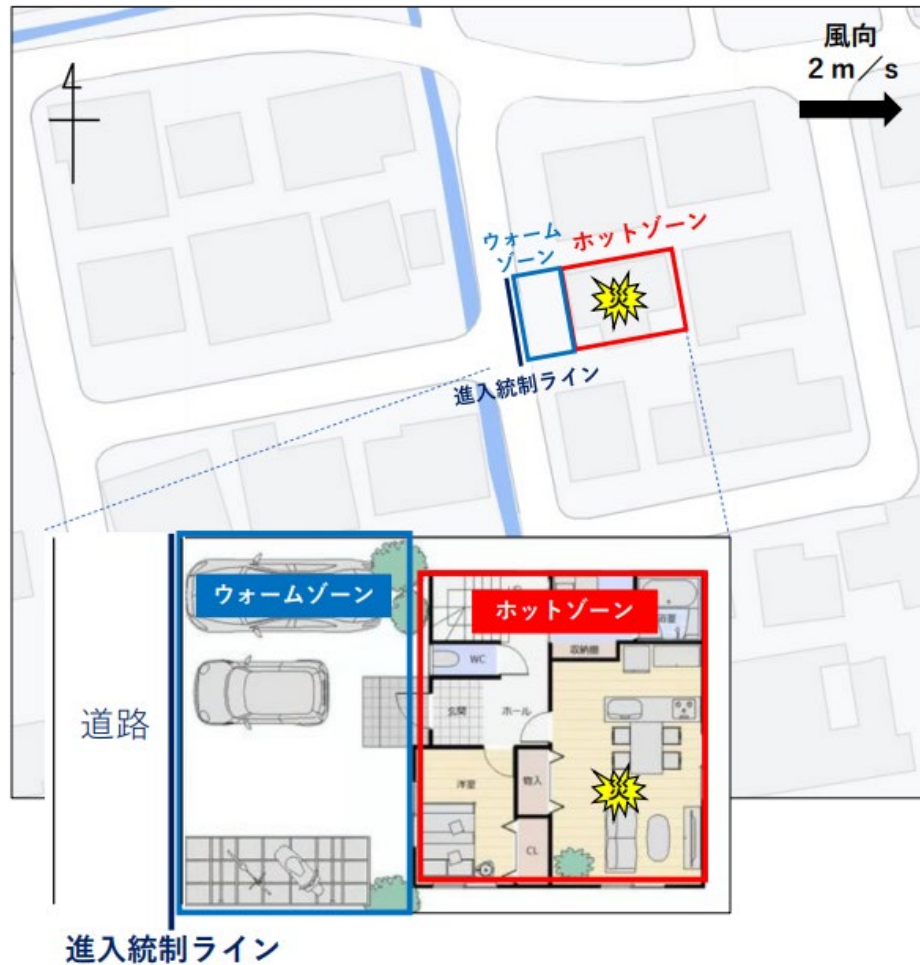 風向
2 m／s
ウォーム
ゾーン
ホットゾーン
炎
進入統制ライン
ウォームゾーン
ホットゾーン
浴室
収納棚
WC
玄関
ホール
道路
洋室
物入
炎
CL
進入統制ライン